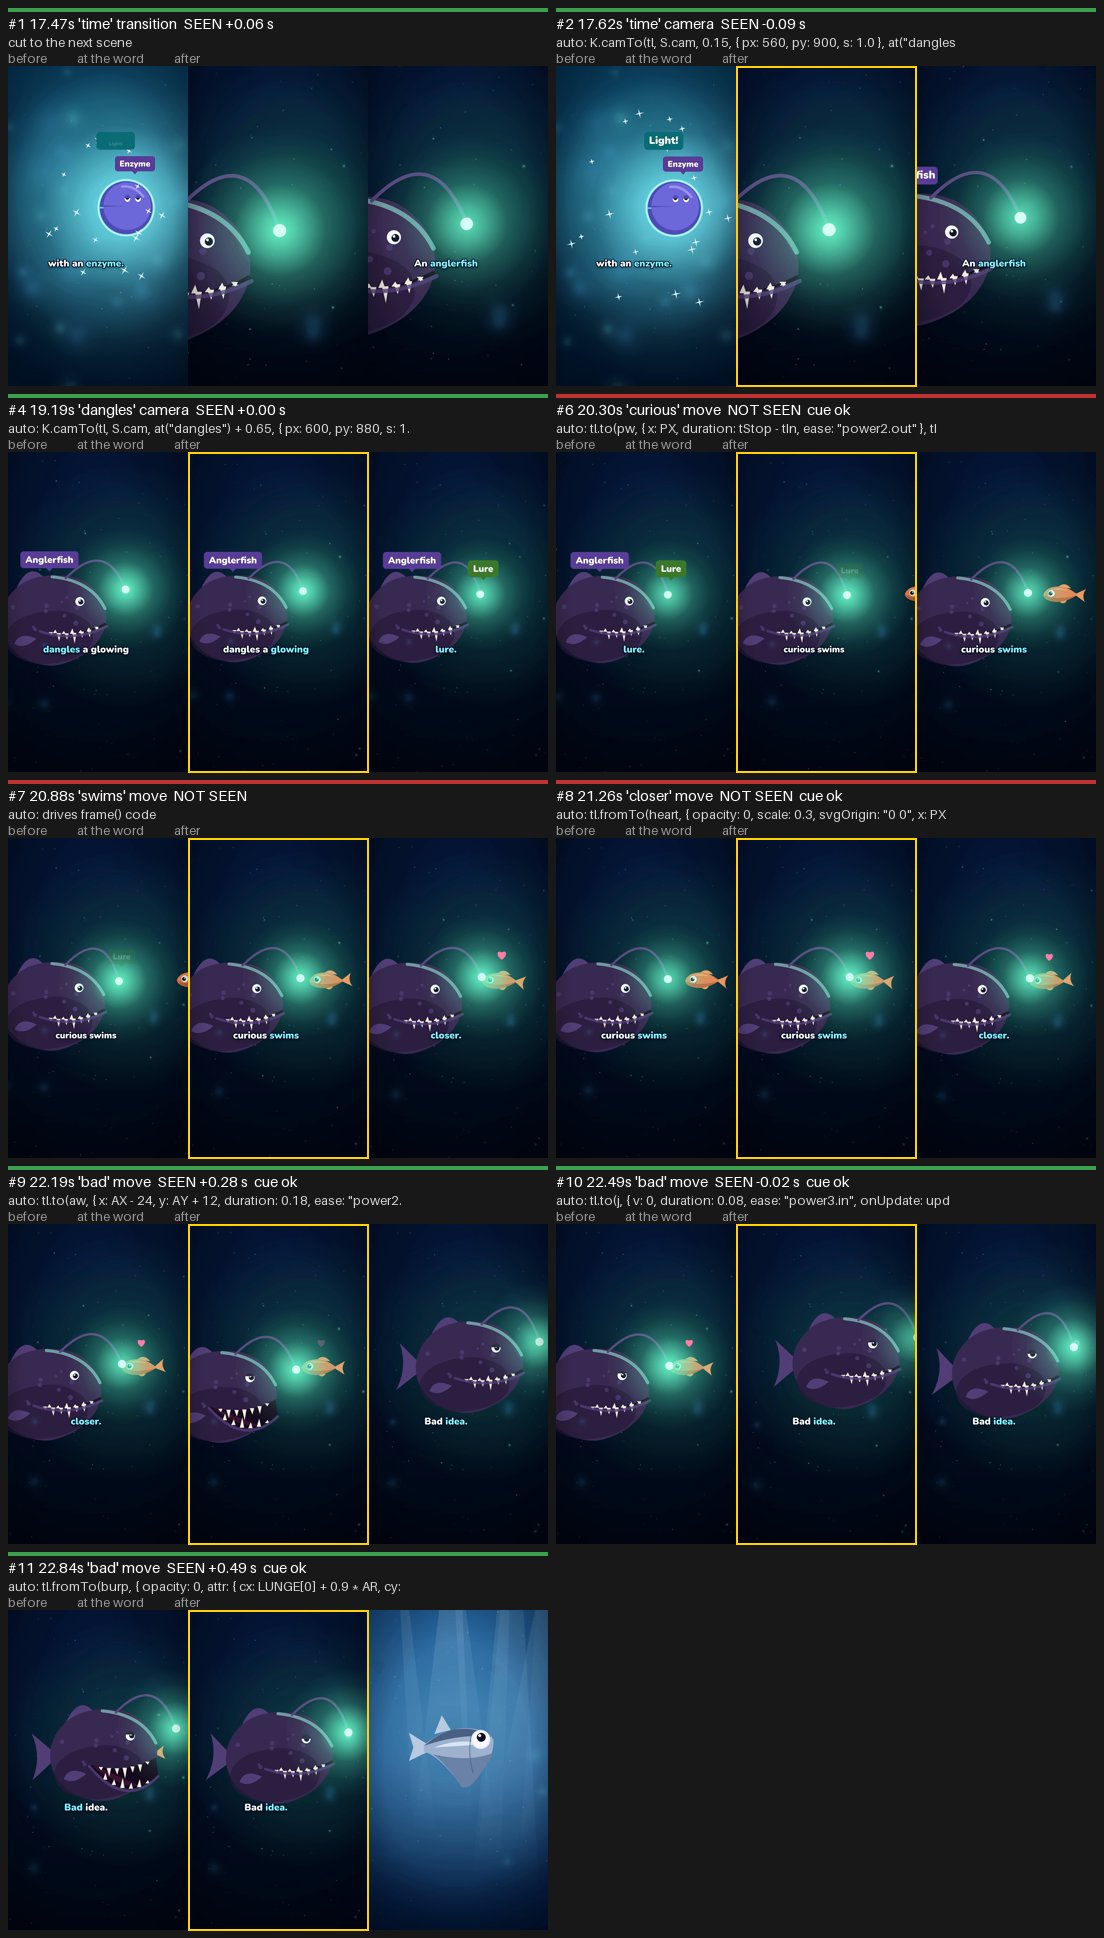 #1 17.47s 'time' transition  SEEN +0.06 s
cut to the next scene
before at the word after
Light!
Enzyme
with an enzyme.
An anglerfish
#2 17.62s 'time' camera  SEEN -0.09 s
auto: K.camTo(tl, S.cam, 0.15, { px: 560, py: 900, s: 1.0 }, at("dangles
before at the word after
Light!
Enzyme
with an enzyme.
fish
An anglerfish
#4 19.19s 'dangles' camera  SEEN +0.00 s
auto: K.camTo(tl, S.cam, at("dangles") + 0.65, { px: 600, py: 880, s: 1.
before at the word after
Anglerfish
dangles a glowing
Anglerfish
dangles a glowing
Anglerfish
Lure
lure.
#6 20.30s 'curious' move  NOT SEEN  cue ok
auto: tl.to(pw, { x: PX, duration: tStop - tIn, ease: "power2.out" }, tl
before at the word after
Anglerfish
Lure
lure.
Lure
curious swims
curious swims
#7 20.88s 'swims' move  NOT SEEN
auto: drives frame() code
before at the word after
Lure
curious swims
curious swims
closer.
#8 21.26s 'closer' move  NOT SEEN  cue ok
auto: tl.fromTo(heart, { opacity: 0, scale: 0.3, svgOrigin: "0 0", x: PX
before at the word after
curious swims
curious swims
closer.
#9 22.19s 'bad' move  SEEN +0.28 s  cue ok
auto: tl.to(aw, { x: AX - 24, y: AY + 12, duration: 0.18, ease: "power2.
before at the word after
closer.
Bad idea.
#10 22.49s 'bad' move  SEEN -0.02 s  cue ok
auto: tl.to(j, { v: 0, duration: 0.08, ease: "power3.in", onUpdate: upd
before at the word after
Bad idea.
Bad idea.
#11 22.84s 'bad' move  SEEN +0.49 s  cue ok
auto: tl.fromTo(burp, { opacity: 0, attr: { cx: LUNGE[0] + 0.9 * AR, cy:
before at the word after
Bad idea.
Bad idea.